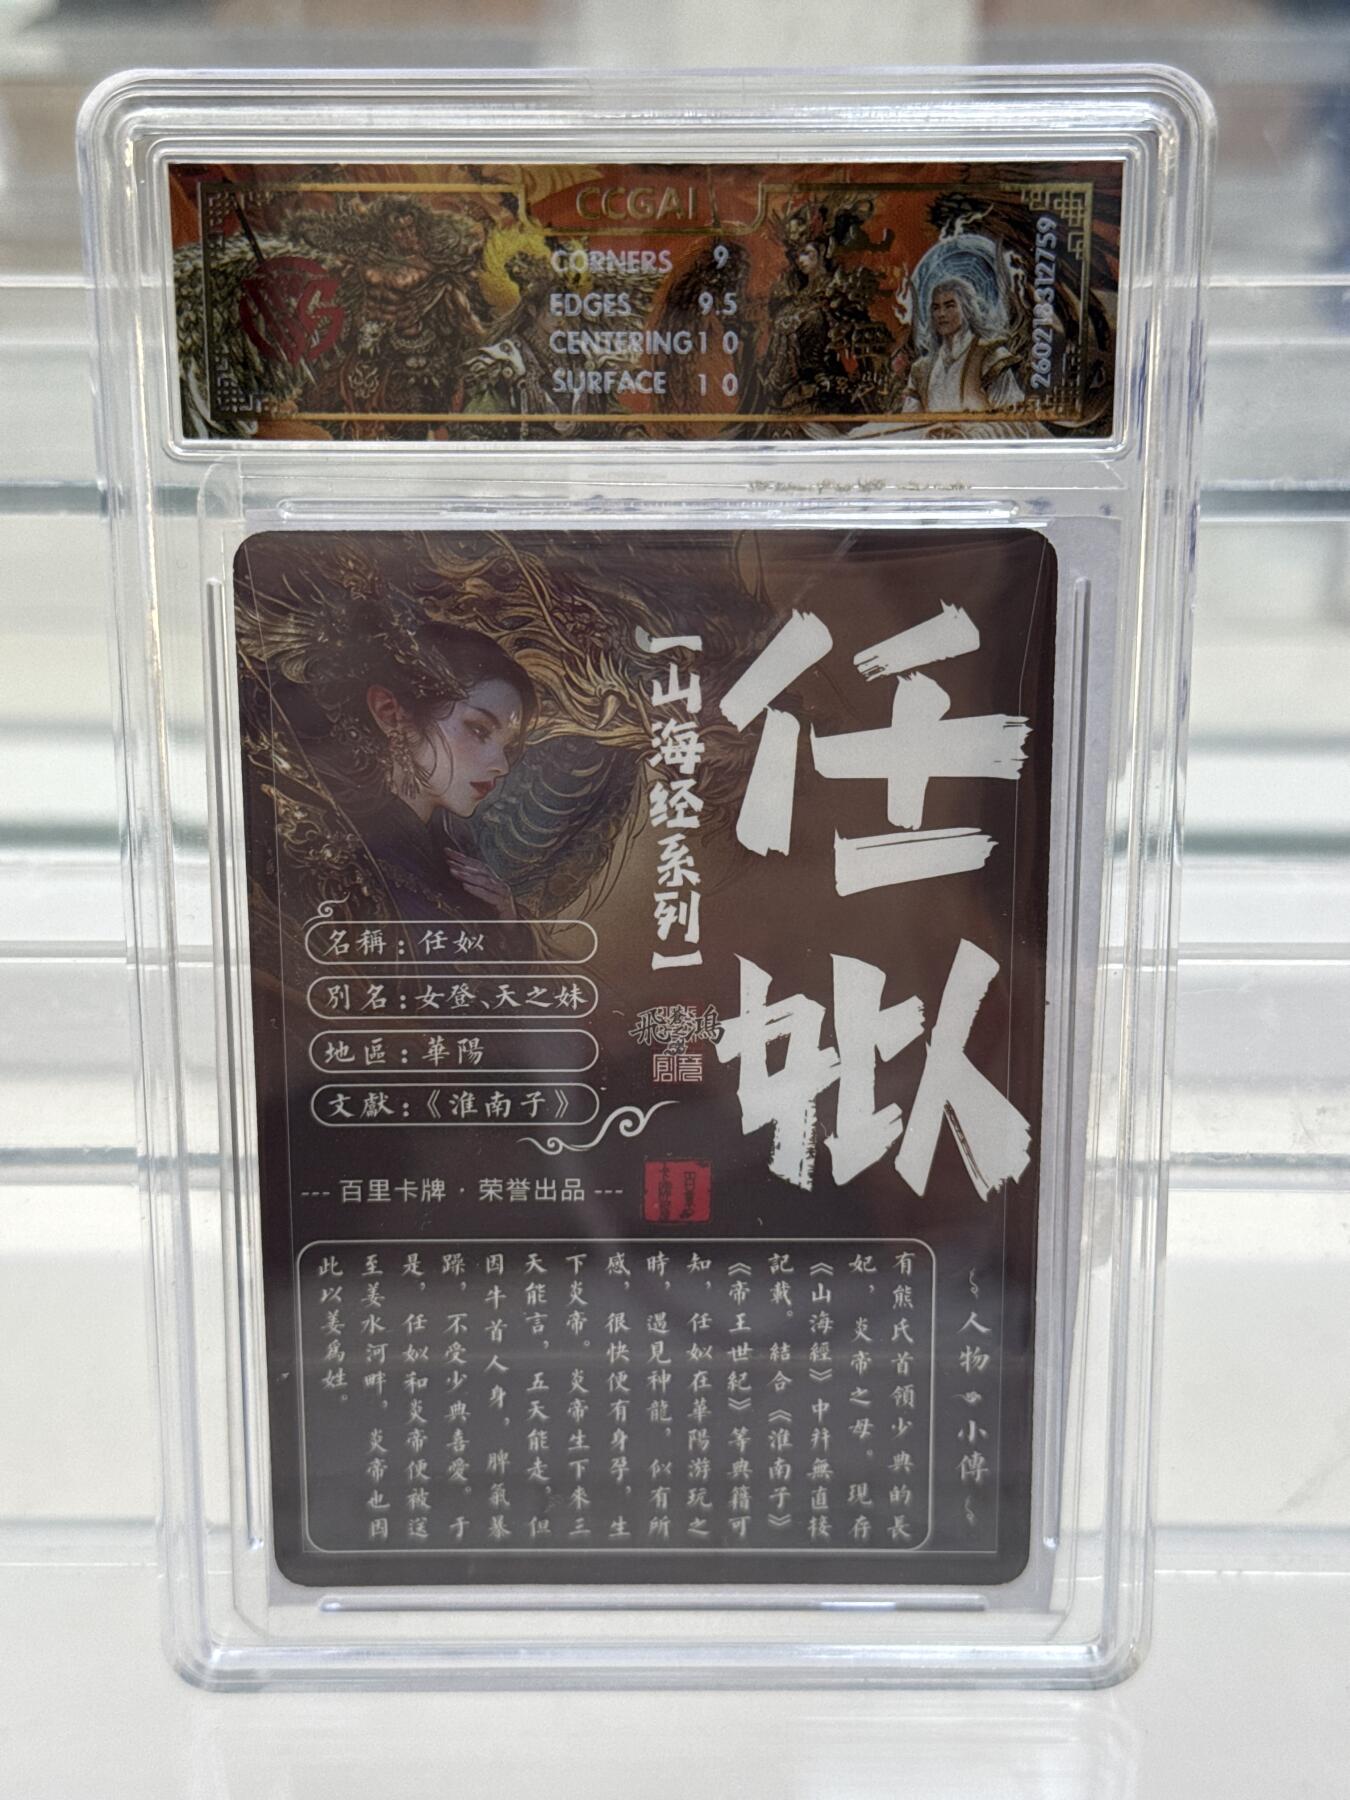 CCGAI
CORNERS 9
EDGES 9.5
CENTERING 10
SURFACE 10
2602183312759
任姒
【山海经系列】
飛鴻
創意
名稱：任姒
別名：女登、天之妹
地區：華陽
文獻：《淮南子》
--- 百里卡牌 · 荣誉出品 ---
人物小傳
有熊氏首領少典的長
妃，炎帝之母。現存
《山海經》中幷無直接
記載。結合《淮南子》
《帝王世紀》等典籍可
知，任姒在華陽游玩之
時，遇見神龍，似有所
感，很快便有身孕，生
下炎帝。炎帝生下來三
天能言，五天能走，但
因牛首人身，脾氣暴
躁，不受少典喜愛。于
是，任姒和炎帝便被送
至姜水河畔，炎帝也因
此以姜爲姓。